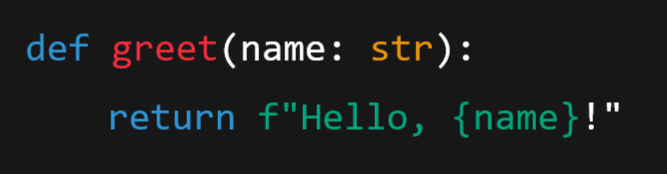 def greet(name: str):
    return f"Hello, {name}!"